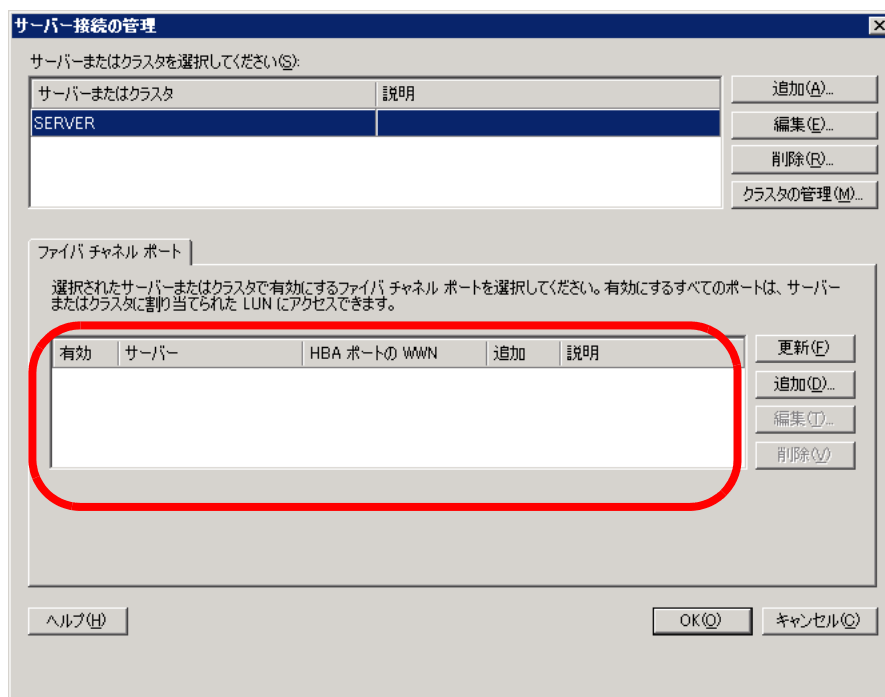 サーバー接続の管理
サーバーまたはクラスタを選択してください(S):
サーバーまたはクラスタ 説明
SERVER
追加(A)...
編集(E)...
削除(R)...
クラスタの管理(M)...
ファイバ チャネル ポート
選択されたサーバーまたはクラスタで有効にするファイバ チャネル ポートを選択してください。有効にするすべてのポートは、サーバー
またはクラスタに割り当てられた LUN にアクセスできます。
有効 サーバー HBA ポートの WWN 追加 説明
更新(F)
追加(D)...
編集(T)...
削除(V)
ヘルプ(H)
OK(O)
キャンセル(C)